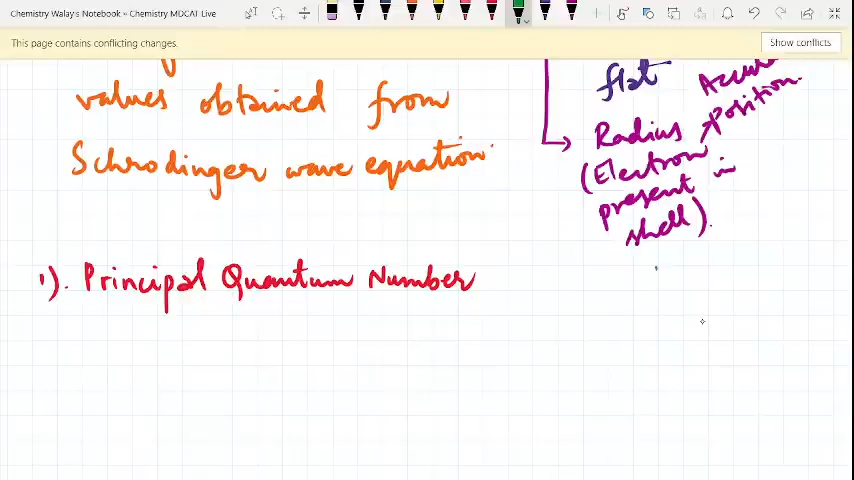 Chemistry Walay's Notebook » Chemistry MDCAT Live
This page contains conflicting changes.
Show conflicts
values obtained from
Schrodinger wave equation.
flat
Position.
Radius
(Electron
present in
shell).
1). Principal Quantum Number